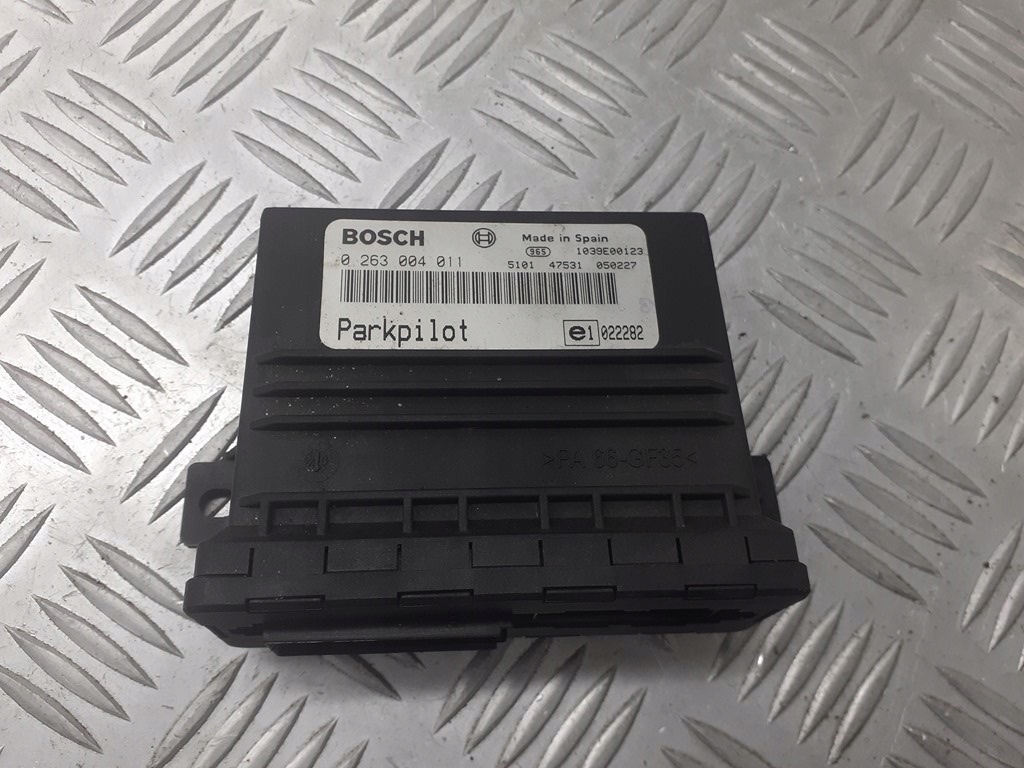 BOSCH Made in Spain
965 1039E00123
0 263 004 011 5101 47531 050227
Parkpilot e1 022282
>PA 66-GF35<